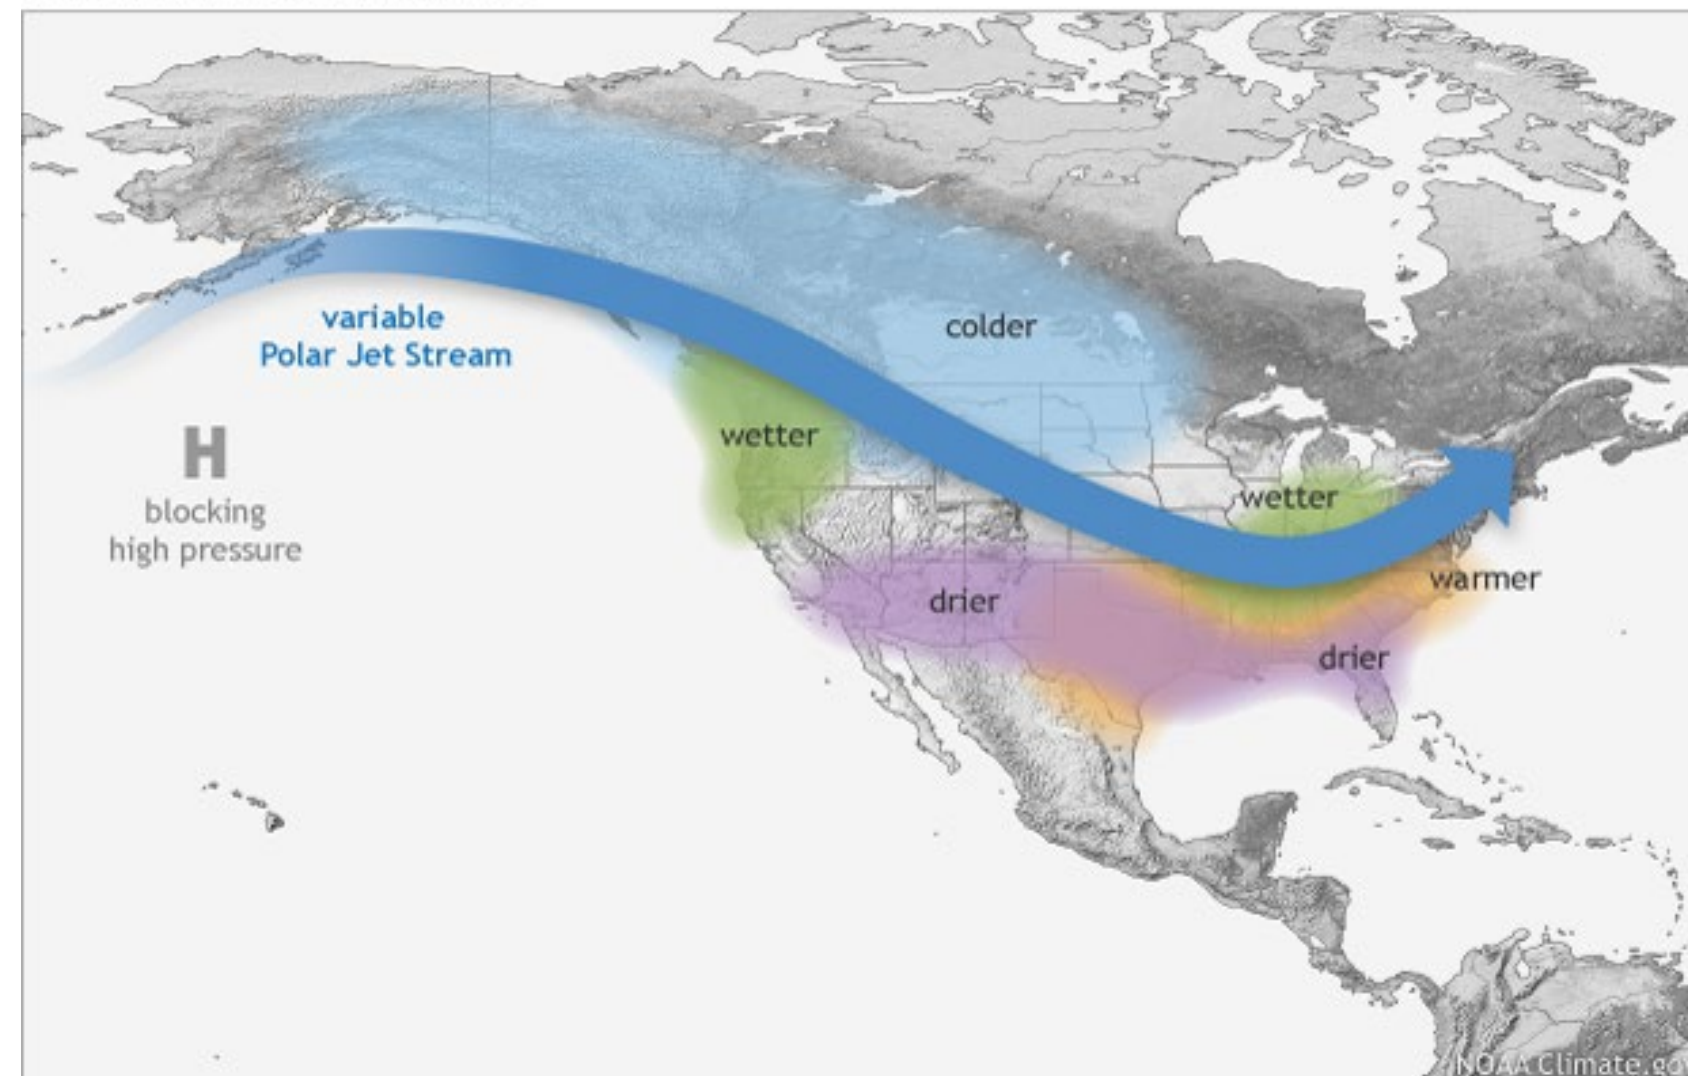 variable
Polar Jet Stream
colder
wetter
H
blocking
high pressure
wetter
warmer
drier
drier
NOAA Climate.gov